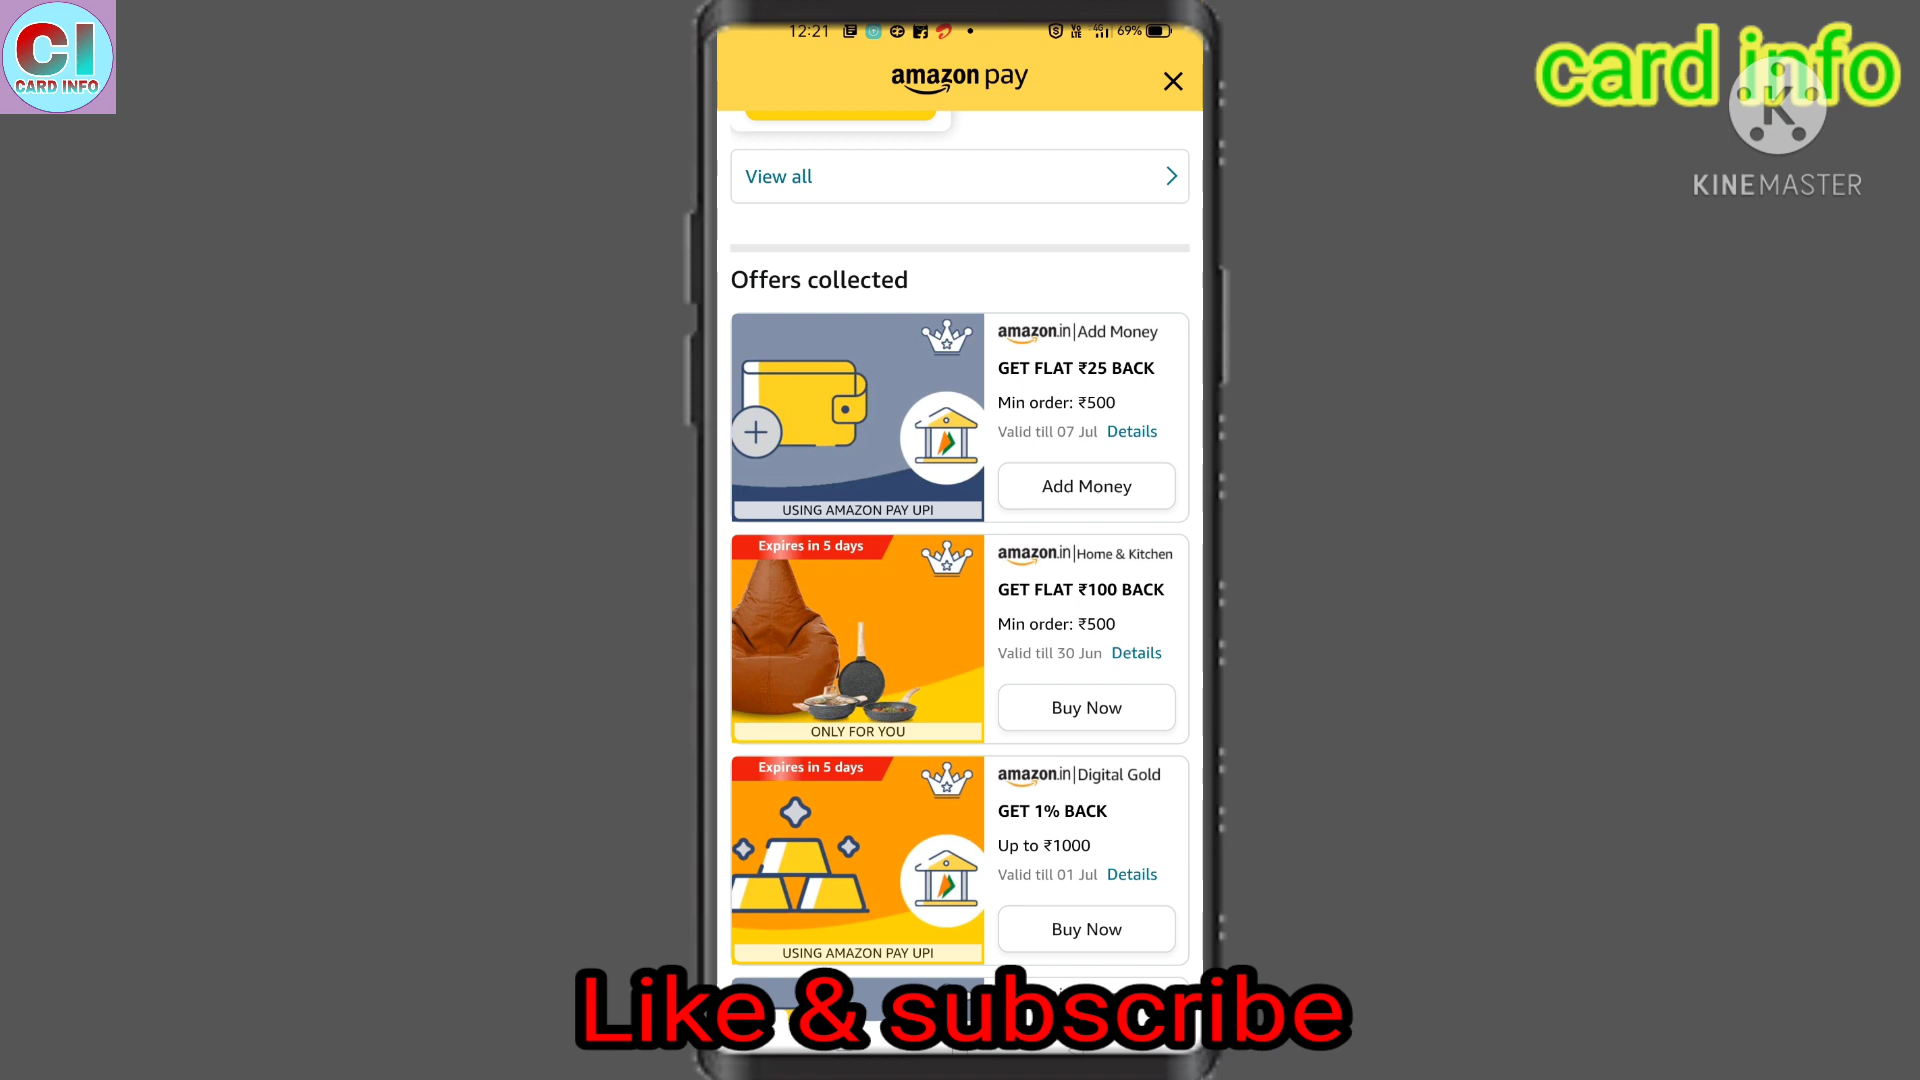 CI
CARD INFO
card info
K
KINEMASTER
12:21
4G
69%
amazon pay
View all
Offers collected
amazon.in|Add Money
GET FLAT ₹25 BACK
Min order: ₹500
Valid till 07 Jul Details
Add Money
USING AMAZON PAY UPI
Expires in 5 days
amazon.in|Home & Kitchen
GET FLAT ₹100 BACK
Min order: ₹500
Valid till 30 Jun Details
Buy Now
ONLY FOR YOU
Expires in 5 days
amazon.in|Digital Gold
GET 1% BACK
Up to ₹1000
Valid till 01 Jul Details
Buy Now
USING AMAZON PAY UPI
Like & subscribe